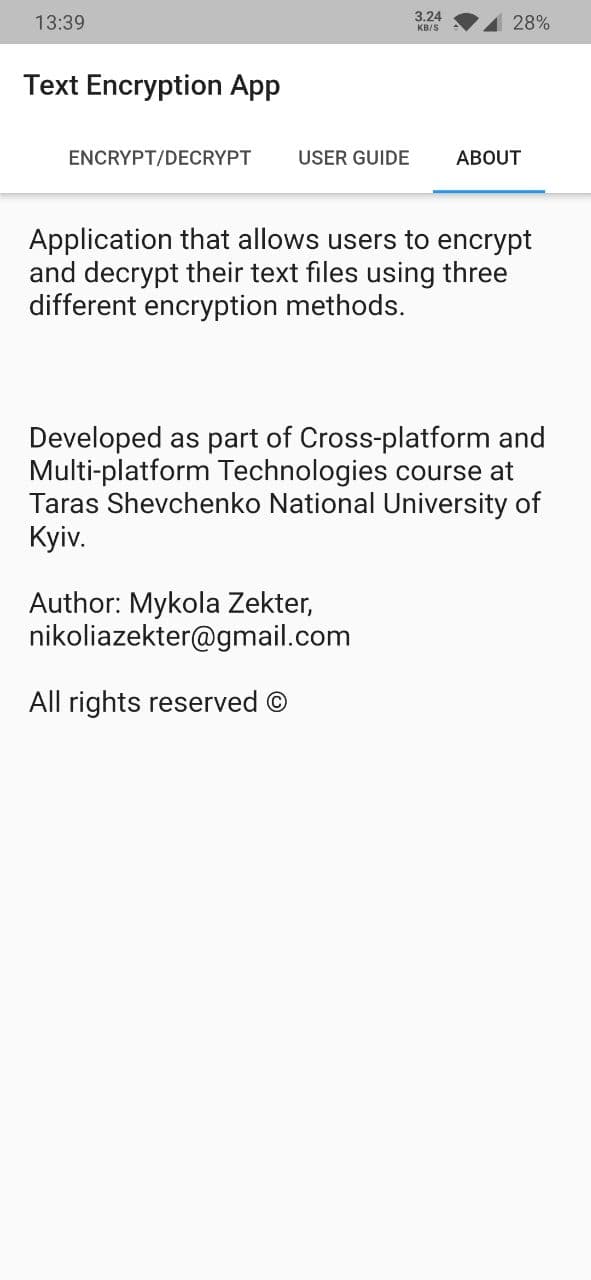 13:39 3.24 KB/S 28%
Text Encryption App
ENCRYPT/DECRYPT USER GUIDE ABOUT
Application that allows users to encrypt
and decrypt their text files using three
different encryption methods.
Developed as part of Cross-platform and
Multi-platform Technologies course at
Taras Shevchenko National University of
Kyiv.
Author: Mykola Zekter,
nikoliazekter@gmail.com
All rights reserved ©